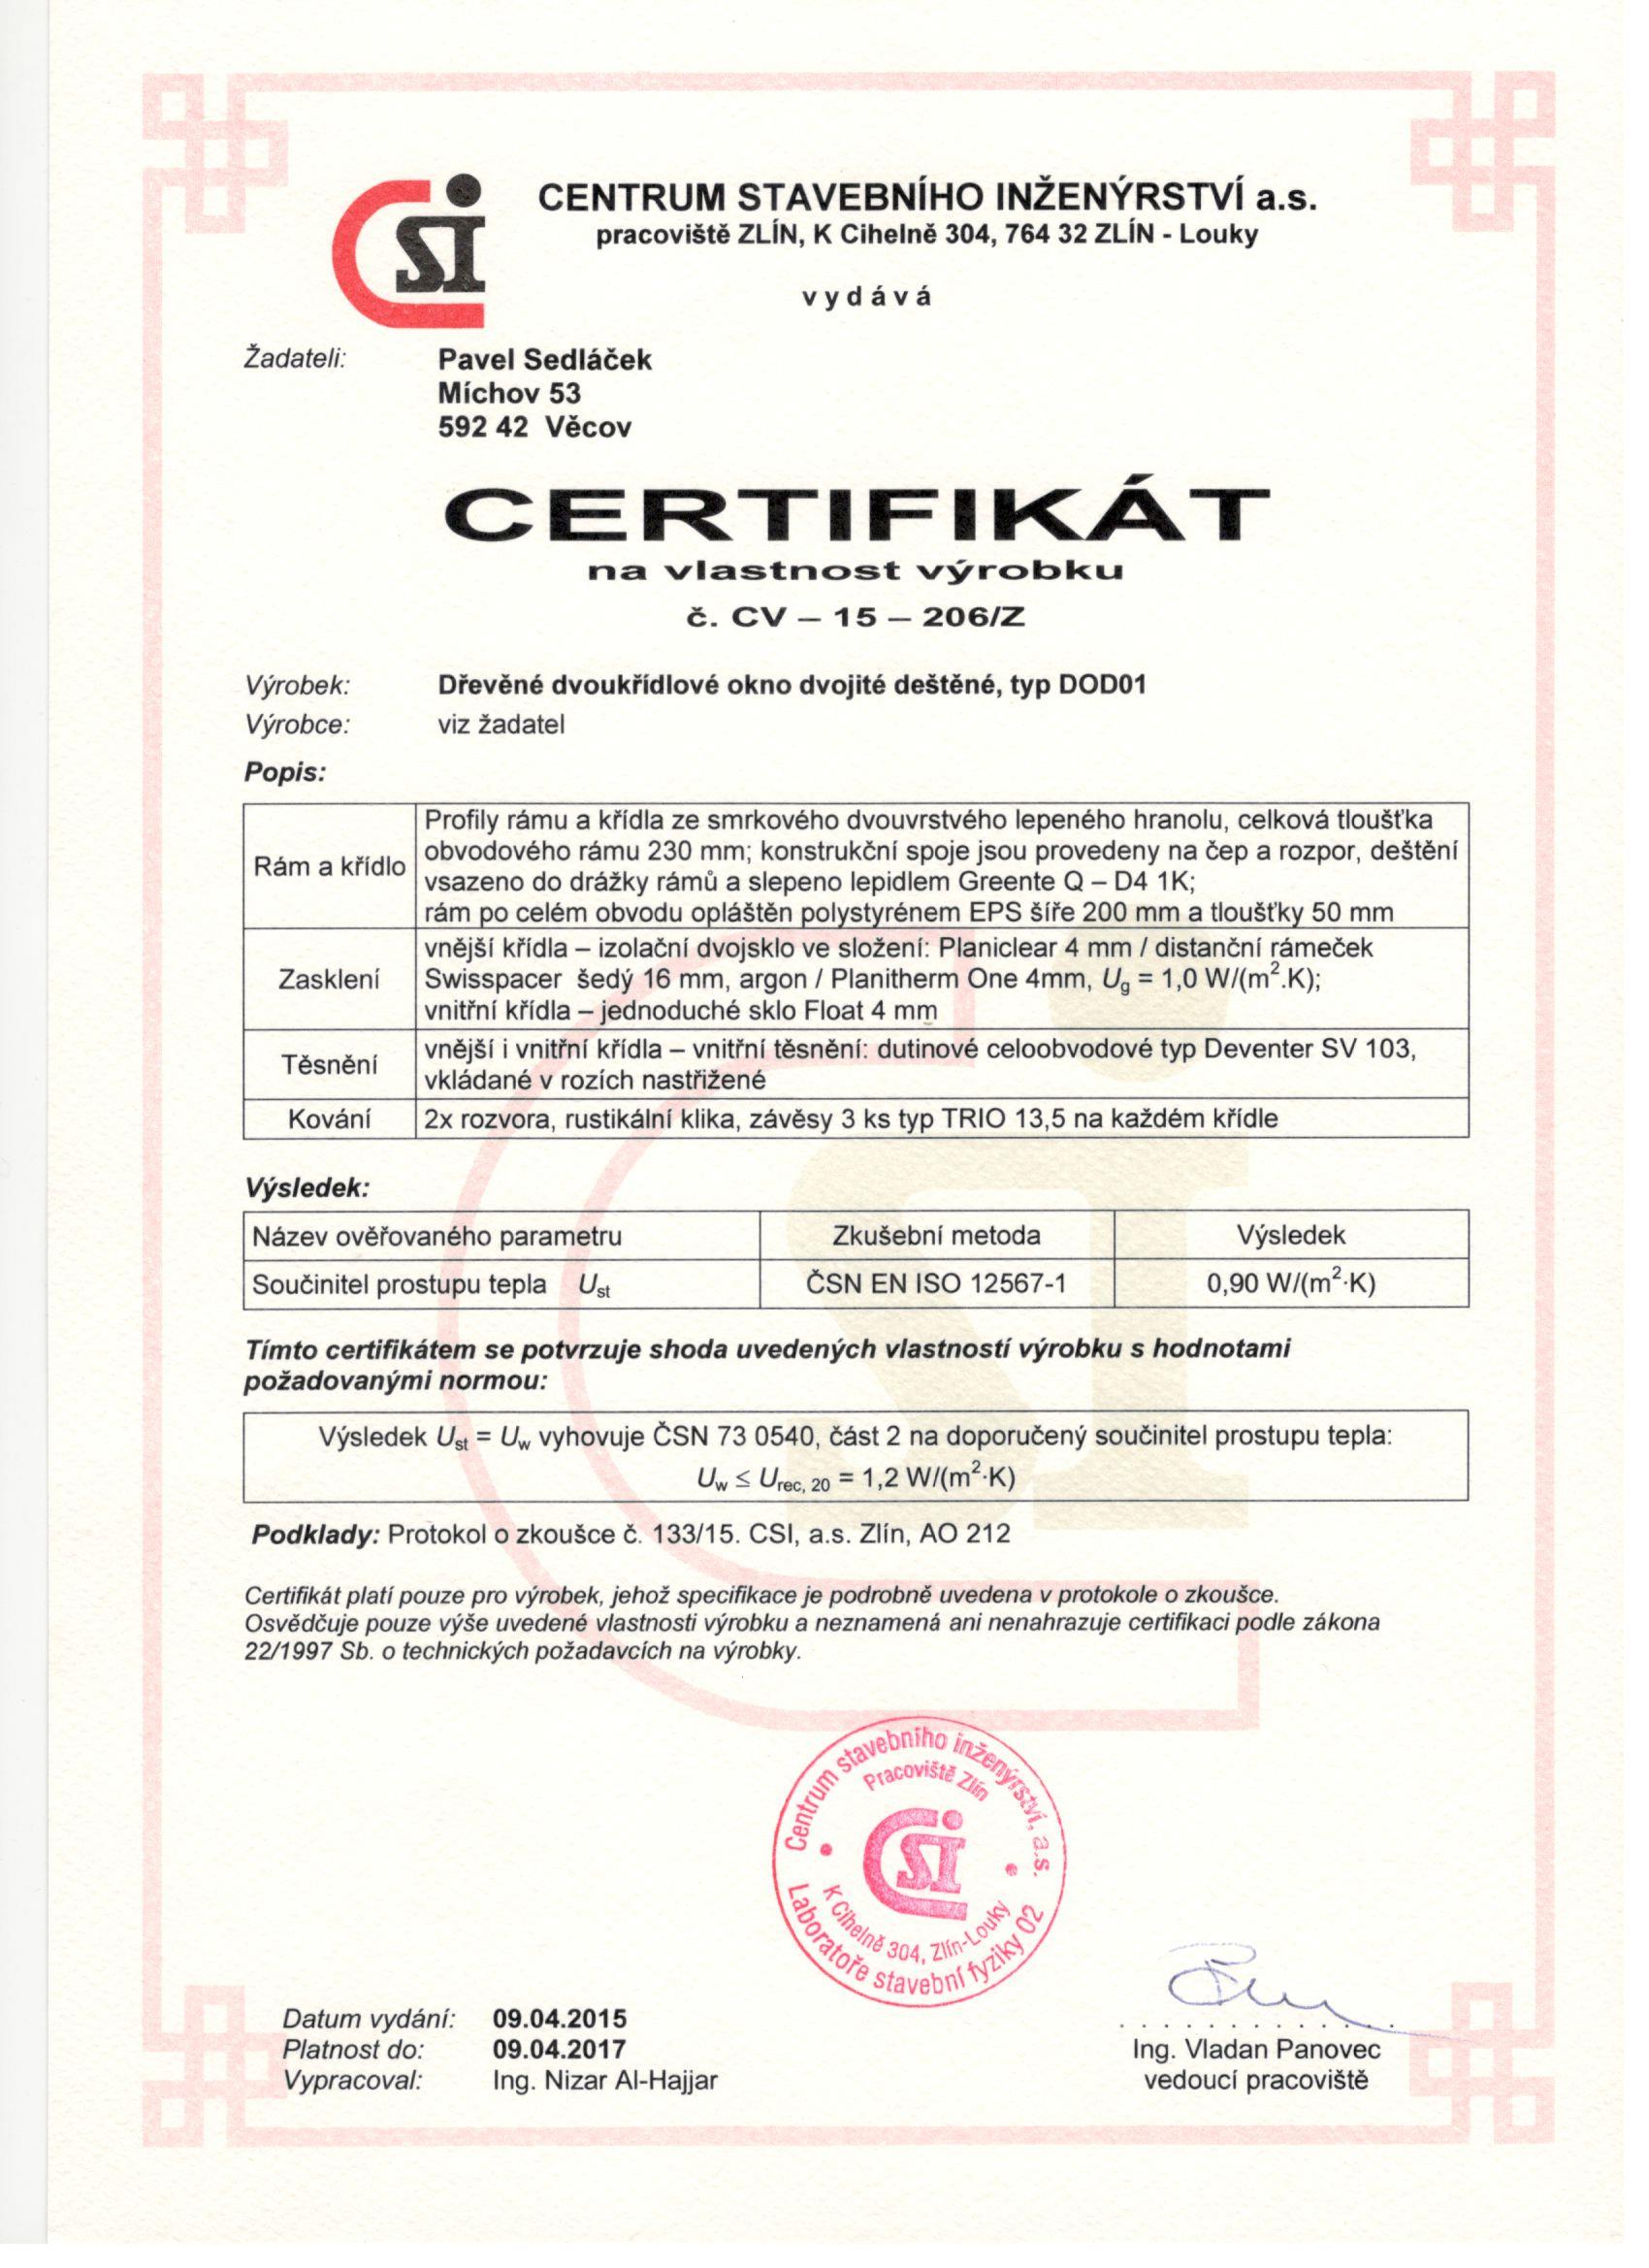 CSI
CENTRUM STAVEBNÍHO INŽENÝRSTVÍ a.s.
pracoviště ZLÍN, K Cihelně 304, 764 32 ZLÍN - Louky
vydává
Žadateli: Pavel Sedláček
Míchov 53
592 42 Věcov
CERTIFIKÁT
na vlastnost výrobku
č. CV – 15 – 206/Z
Výrobek: Dřevěné dvoukřídlové okno dvojité deštěné, typ DOD01
Výrobce: viz žadatel
Popis:
Rám a křídlo
Profily rámu a křídla ze smrkového dvouvrstvého lepeného hranolu, celková tloušťka
obvodového rámu 230 mm; konstrukční spoje jsou provedeny na čep a rozpor, deštění
vsazeno do drážky rámů a slepeno lepidlem Greente Q – D4 1K;
rám po celém obvodu opláštěn polystyrénem EPS šíře 200 mm a tloušťky 50 mm
Zasklení
vnější křídla – izolační dvojsklo ve složení: Planiclear 4 mm / distanční rámeček
Swisspacer šedý 16 mm, argon / Planitherm One 4mm, Ug = 1,0 W/(m².K);
vnitřní křídla – jednoduché sklo Float 4 mm
Těsnění
vnější i vnitřní křídla – vnitřní těsnění: dutinové celoobvodové typ Deventer SV 103,
vkládané v rozích nastřižené
Kování
2x rozvora, rustikální klika, závěsy 3 ks typ TRIO 13,5 na každém křídle
Výsledek:
Název ověřovaného parametru Zkušební metoda Výsledek
Součinitel prostupu tepla Ust ČSN EN ISO 12567-1 0,90 W/(m²·K)
Tímto certifikátem se potvrzuje shoda uvedených vlastností výrobku s hodnotami
požadovanými normou:
Výsledek Ust = Uw vyhovuje ČSN 73 0540, část 2 na doporučený součinitel prostupu tepla:
Uw ≤ Urec, 20 = 1,2 W/(m²·K)
Podklady: Protokol o zkoušce č. 133/15. CSI, a.s. Zlín, AO 212
Certifikát platí pouze pro výrobek, jehož specifikace je podrobně uvedena v protokole o zkoušce.
Osvědčuje pouze výše uvedené vlastnosti výrobku a neznamená ani nenahrazuje certifikaci podle zákona
22/1997 Sb. o technických požadavcích na výrobky.
Centrum stavebního inženýrství, a.s.
Pracoviště Zlín
CSI
K Cihelně 304, Zlín-Louky
Laboratoře stavební fyziky 02
Datum vydání: 09.04.2015
Platnost do: 09.04.2017
Vypracoval: Ing. Nizar Al-Hajjar
Ing. Vladan Panovec
vedoucí pracoviště